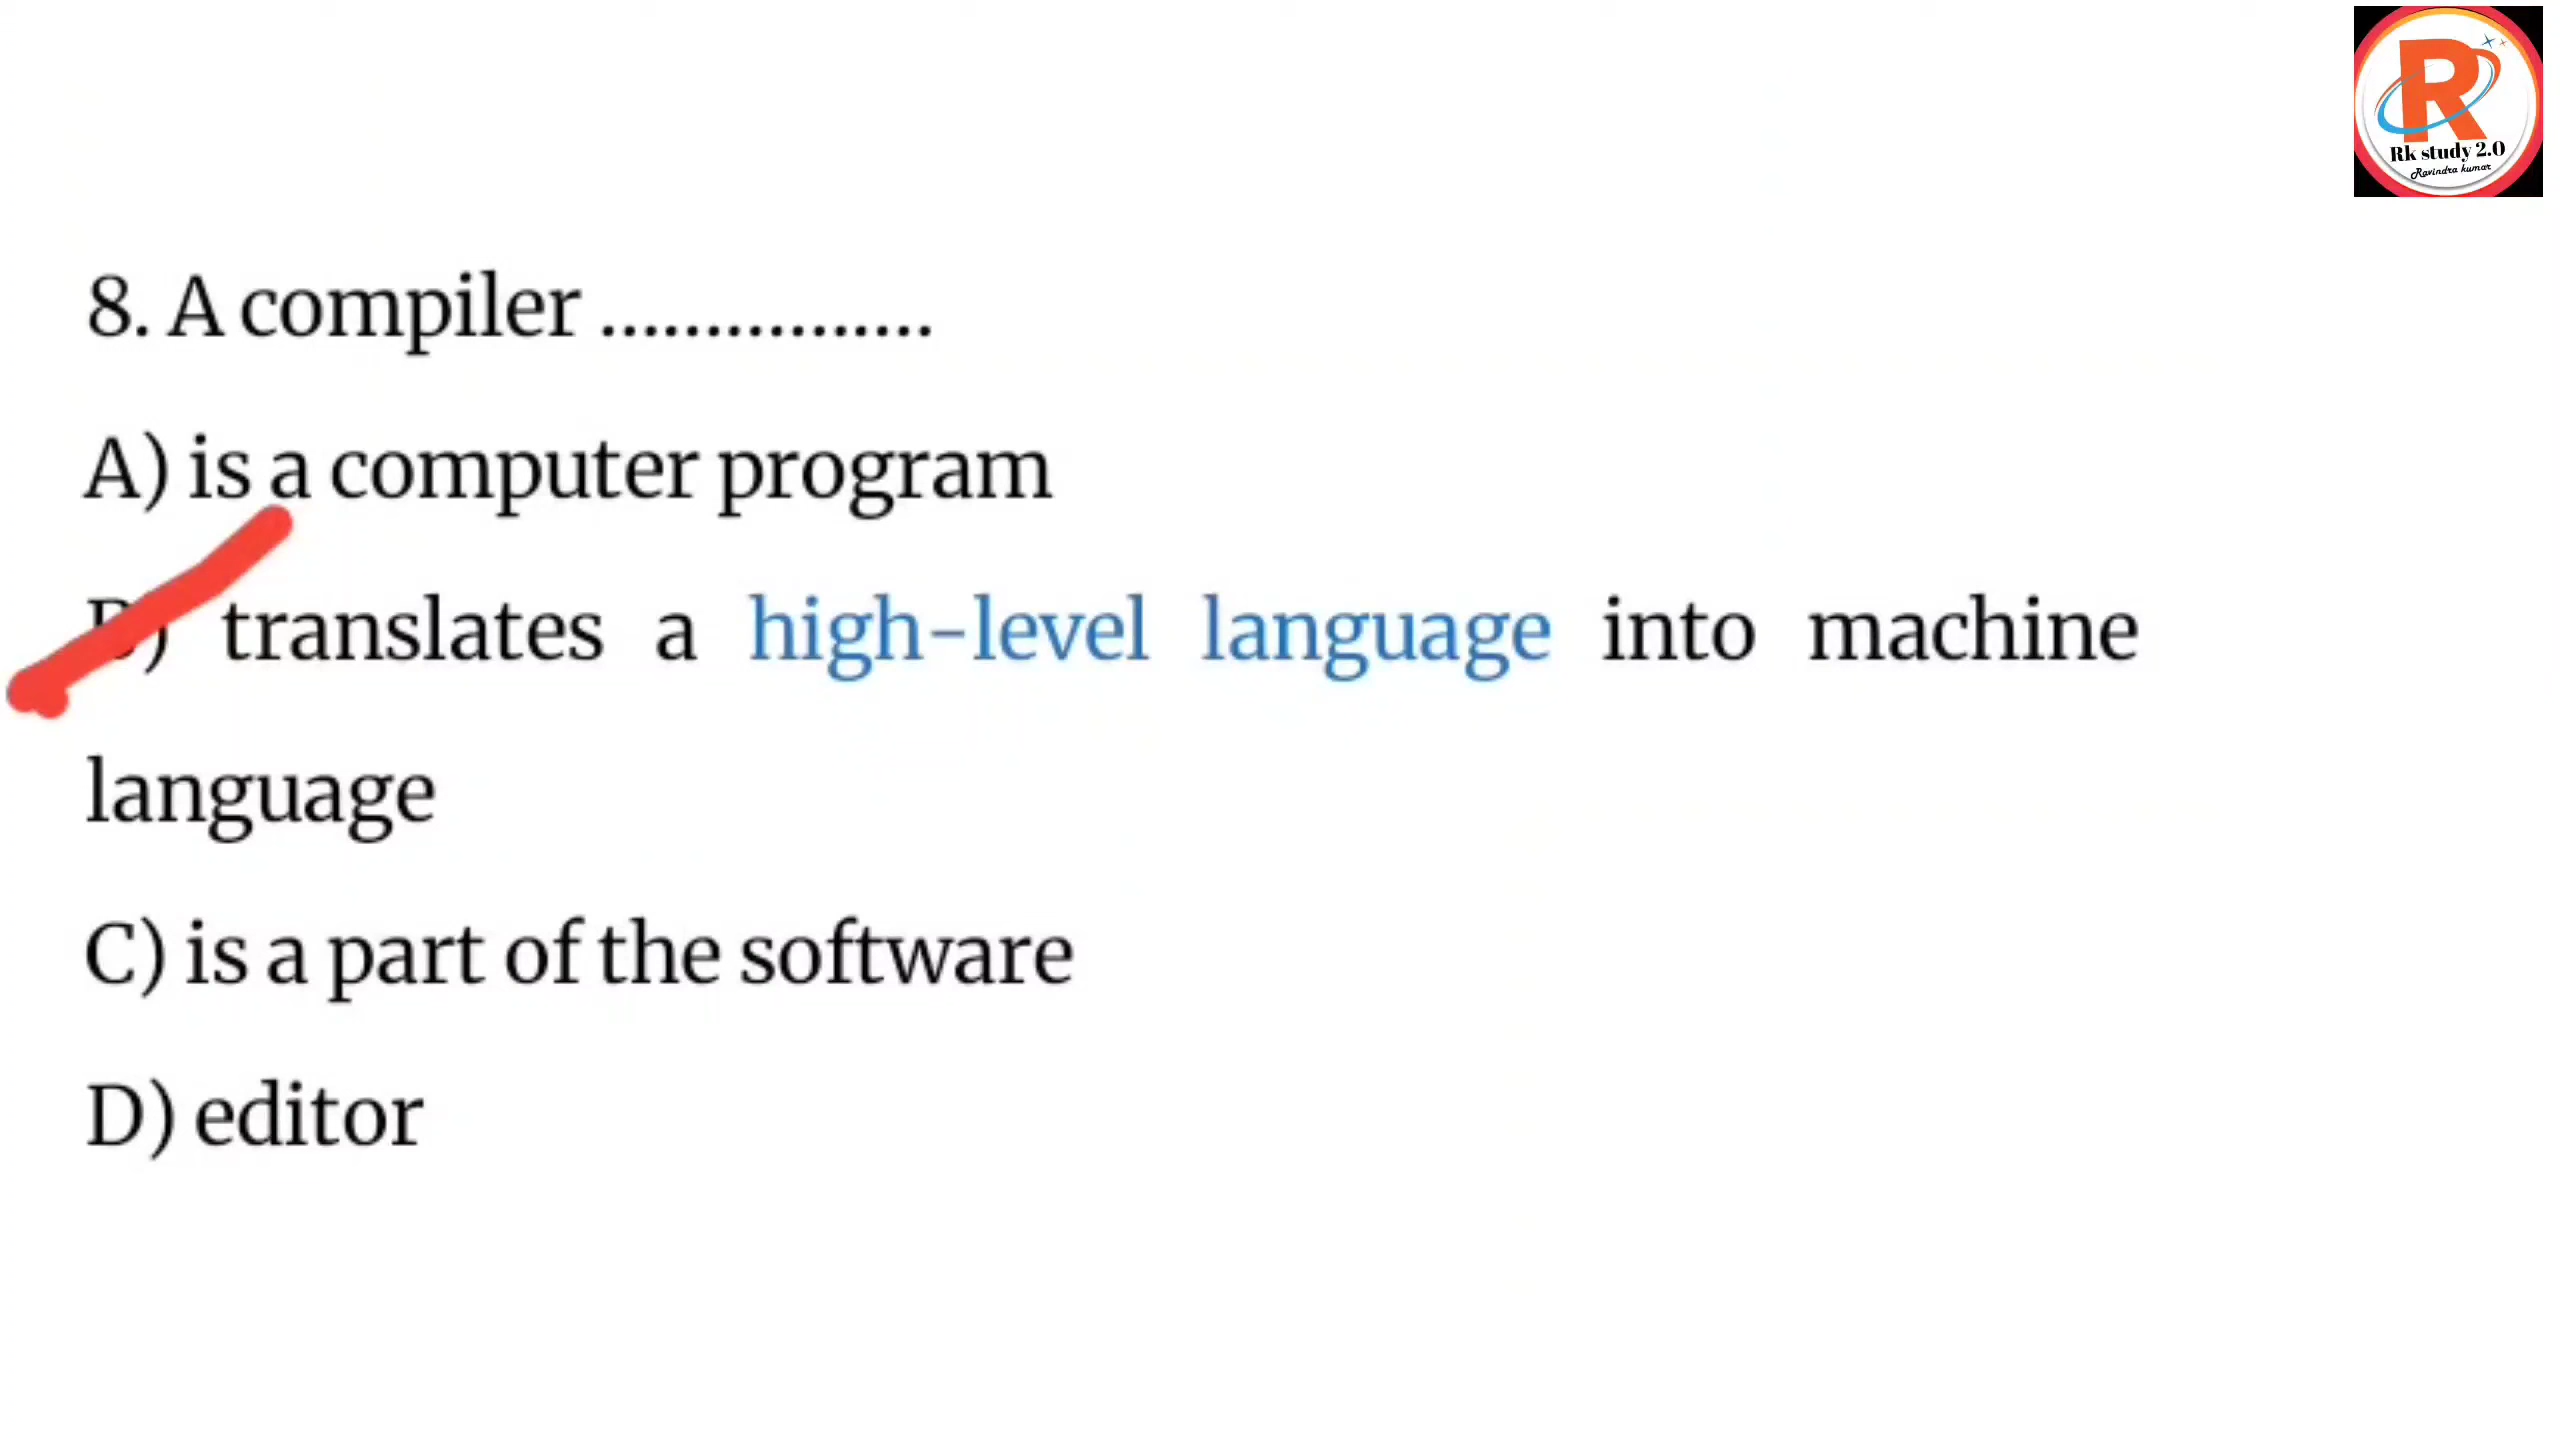 Rk study 2.0
Ravindra kumar
8. A compiler ................
A) is a computer program
B) translates a high-level language into machine
language
C) is a part of the software
D) editor